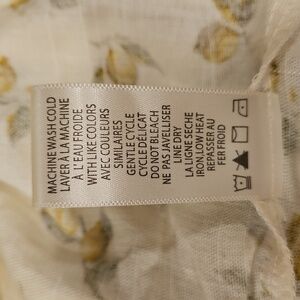 MACHINE WASH COLD
LAVER À LA MACHINE
À L'EAU FROIDE
WITH LIKE COLORS
AVEC COULEURS
SIMILAIRES
GENTLE CYCLE
CYCLE DÉLICAT
DO NOT BLEACH
NE PAS JAVELLISER
LINE DRY
LA LIGNE SECHE
IRON LOW HEAT
REPASSER AU
FER FROID